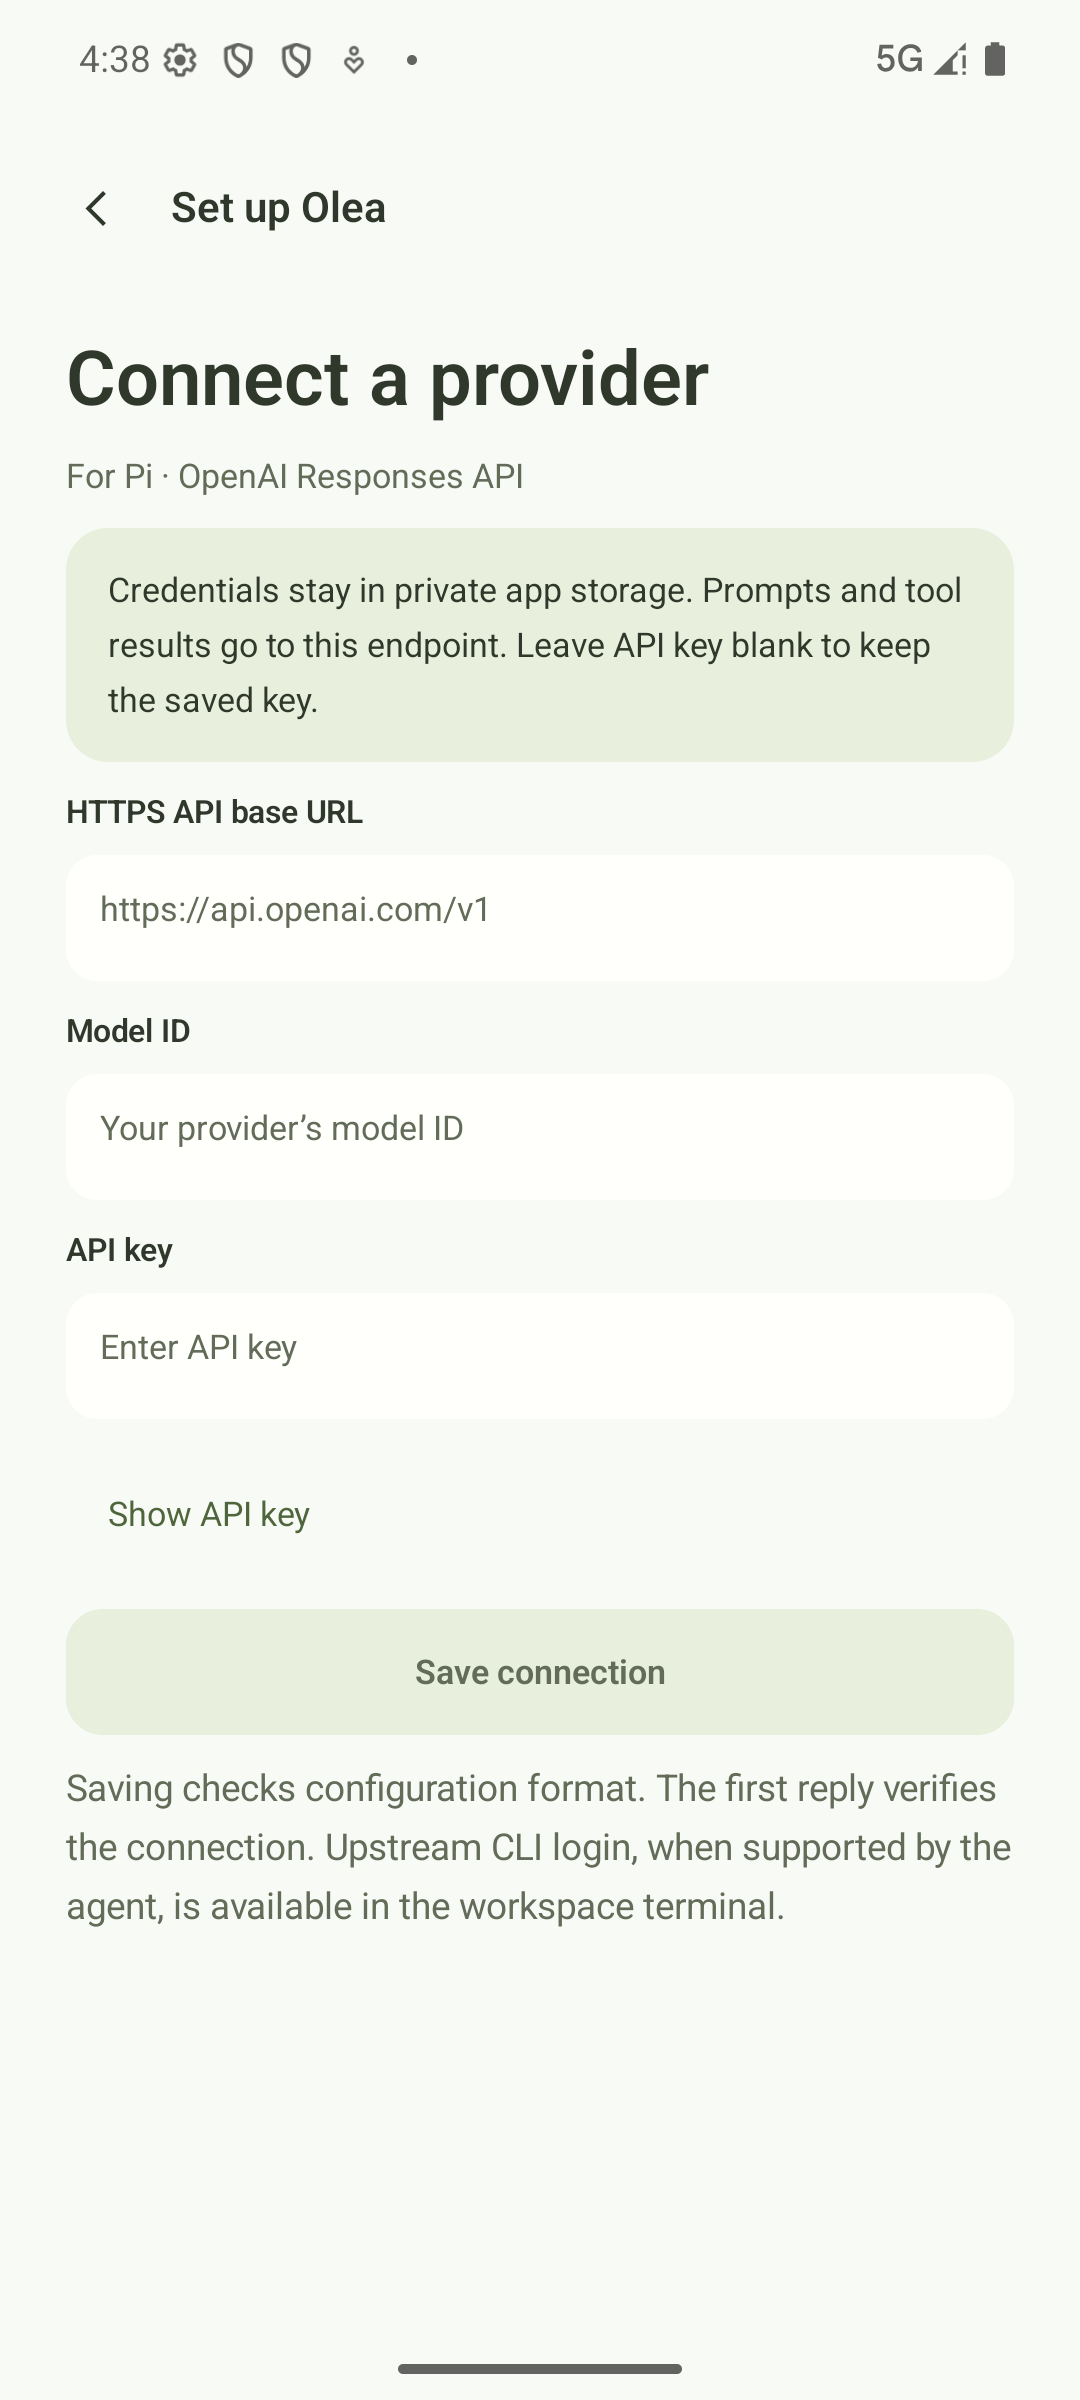 4:38
5G
Set up Olea
Connect a provider
For Pi · OpenAI Responses API
Credentials stay in private app storage. Prompts and tool
results go to this endpoint. Leave API key blank to keep
the saved key.
HTTPS API base URL
https://api.openai.com/v1
Model ID
Your provider’s model ID
API key
Enter API key
Show API key
Save connection
Saving checks configuration format. The first reply verifies
the connection. Upstream CLI login, when supported by the
agent, is available in the workspace terminal.